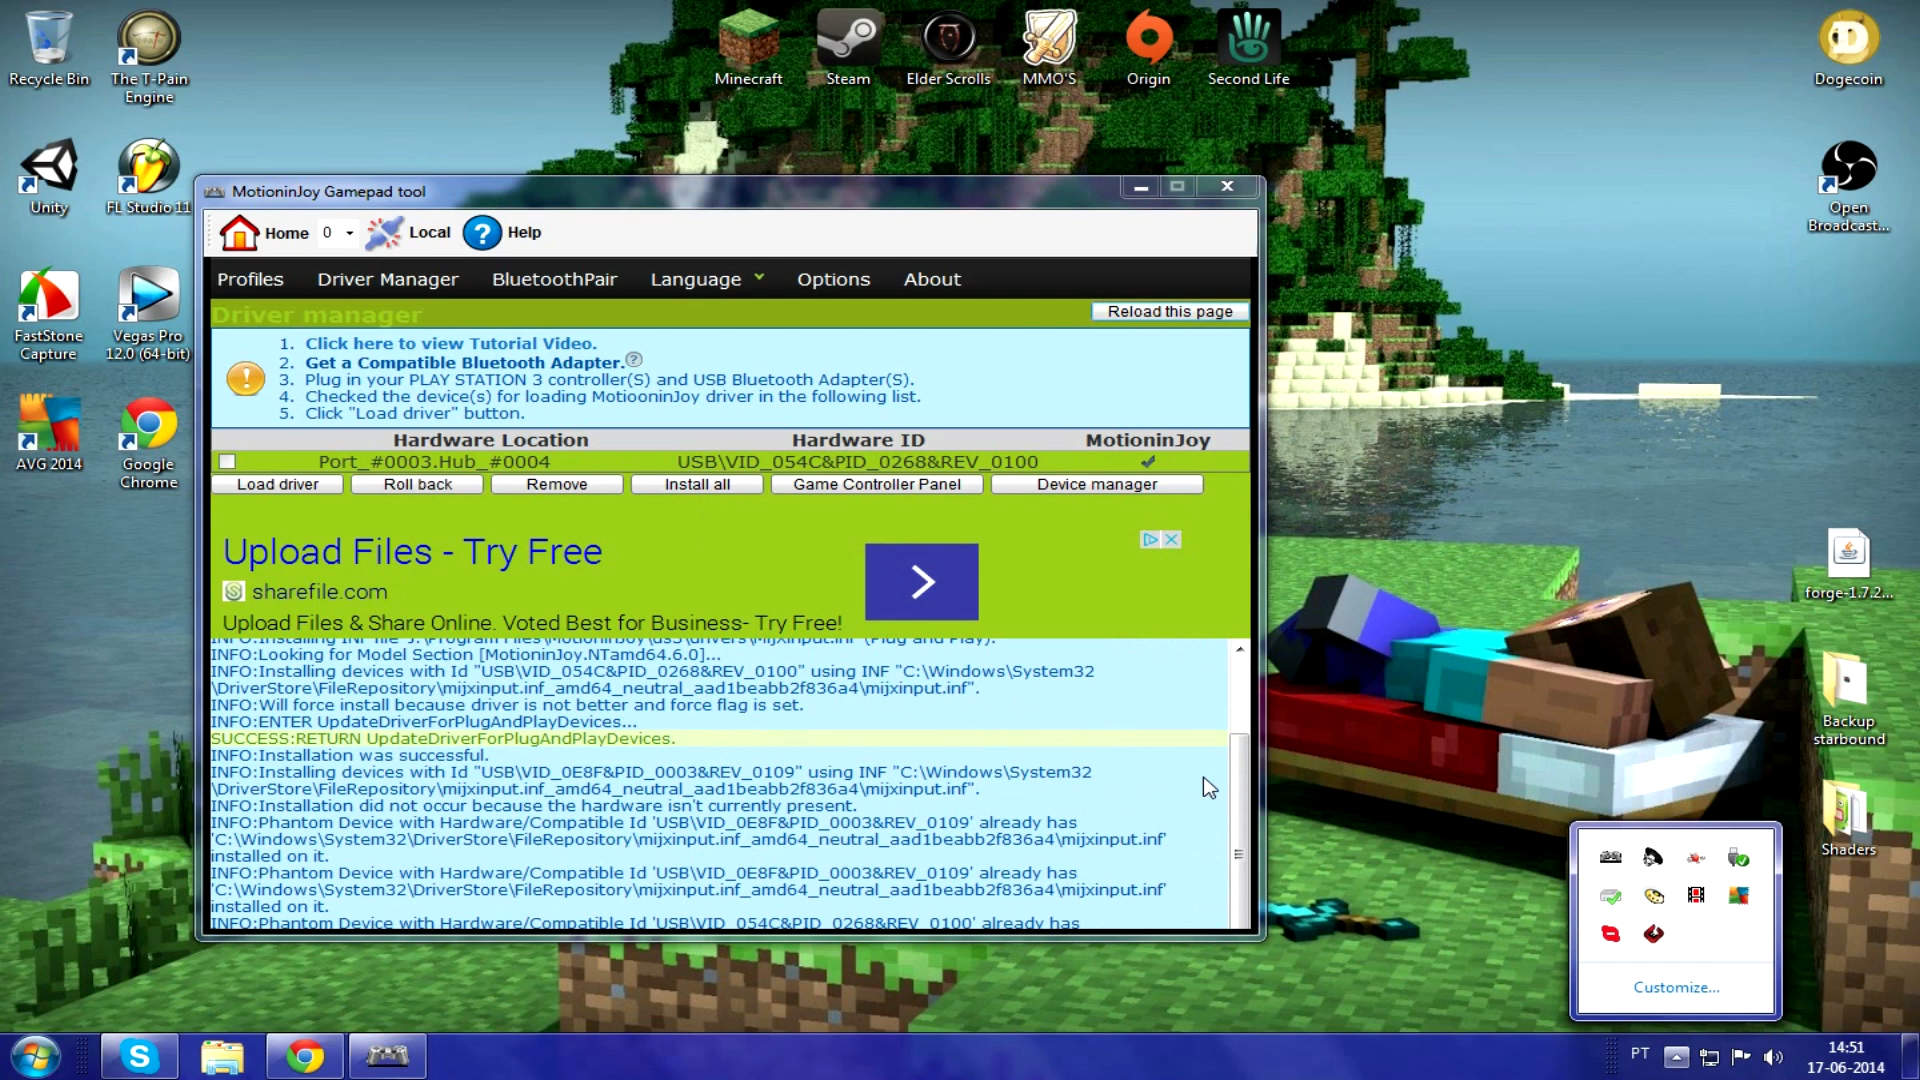 Recycle Bin
The T-Pain
Engine
Minecraft
Steam
Elder Scrolls
MMO'S
Origin
Second Life
Dogecoin
Unity
FL Studio 11
Open
Broadcast...
FastStone
Capture
Vegas Pro
12.0 (64-bit)
AVG 2014
Google
Chrome
forge-1.7.2...
Backup
starbound
Shaders
MotioninJoy Gamepad tool
Home 0 Local Help
Profiles Driver Manager BluetoothPair Language Options About
Driver manager
Reload this page
1. Click here to view Tutorial Video.
2. Get a Compatible Bluetooth Adapter.
3. Plug in your PLAY STATION 3 controller(S) and USB Bluetooth Adapter(S).
4. Checked the device(s) for loading MotiooninJoy driver in the following list.
5. Click "Load driver" button.
Hardware Location Hardware ID MotioninJoy
Port_#0003.Hub_#0004 USB\VID_054C&PID_0268&REV_0100
Load driver Roll back Remove Install all Game Controller Panel Device manager
Upload Files - Try Free
sharefile.com
Upload Files & Share Online. Voted Best for Business- Try Free!
INFO:Looking for Model Section [MotioninJoy.NTamd64.6.0]...
INFO:Installing devices with Id "USB\VID_054C&PID_0268&REV_0100" using INF "C:\Windows\System32
\DriverStore\FileRepository\mijxinput.inf_amd64_neutral_aad1beabb2f836a4\mijxinput.inf".
INFO:Will force install because driver is not better and force flag is set.
INFO:ENTER UpdateDriverForPlugAndPlayDevices...
SUCCESS:RETURN UpdateDriverForPlugAndPlayDevices.
INFO:Installation was successful.
INFO:Installing devices with Id "USB\VID_0E8F&PID_0003&REV_0109" using INF "C:\Windows\System32
\DriverStore\FileRepository\mijxinput.inf_amd64_neutral_aad1beabb2f836a4\mijxinput.inf".
INFO:Installation did not occur because the hardware isn't currently present.
INFO:Phantom Device with Hardware/Compatible Id 'USB\VID_0E8F&PID_0003&REV_0109' already has
'C:\Windows\System32\DriverStore\FileRepository\mijxinput.inf_amd64_neutral_aad1beabb2f836a4\mijxinput.inf'
installed on it.
INFO:Phantom Device with Hardware/Compatible Id 'USB\VID_0E8F&PID_0003&REV_0109' already has
'C:\Windows\System32\DriverStore\FileRepository\mijxinput.inf_amd64_neutral_aad1beabb2f836a4\mijxinput.inf'
installed on it.
INFO:Phantom Device with Hardware/Compatible Id 'USB\VID_054C&PID_0268&REV_0100' already has
Customize...
PT
14:51
17-06-2014